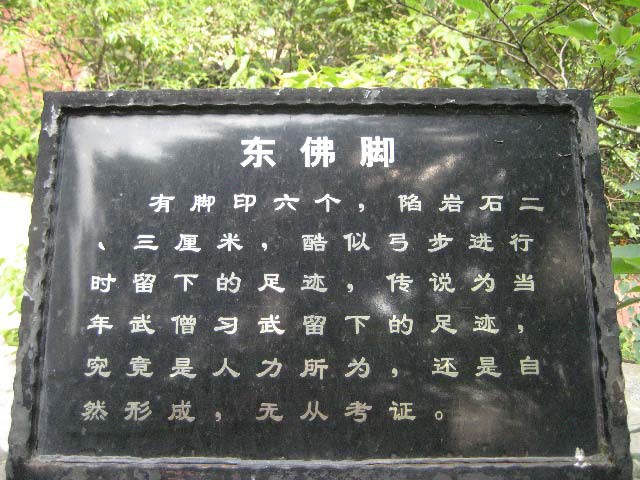 东佛脚
有脚印六个，陷岩石二
、三厘米，酷似弓步进行
时留下的足迹，传说为当
年武僧习武留下的足迹，
究竟是人力所为，还是自
然形成，无从考证。